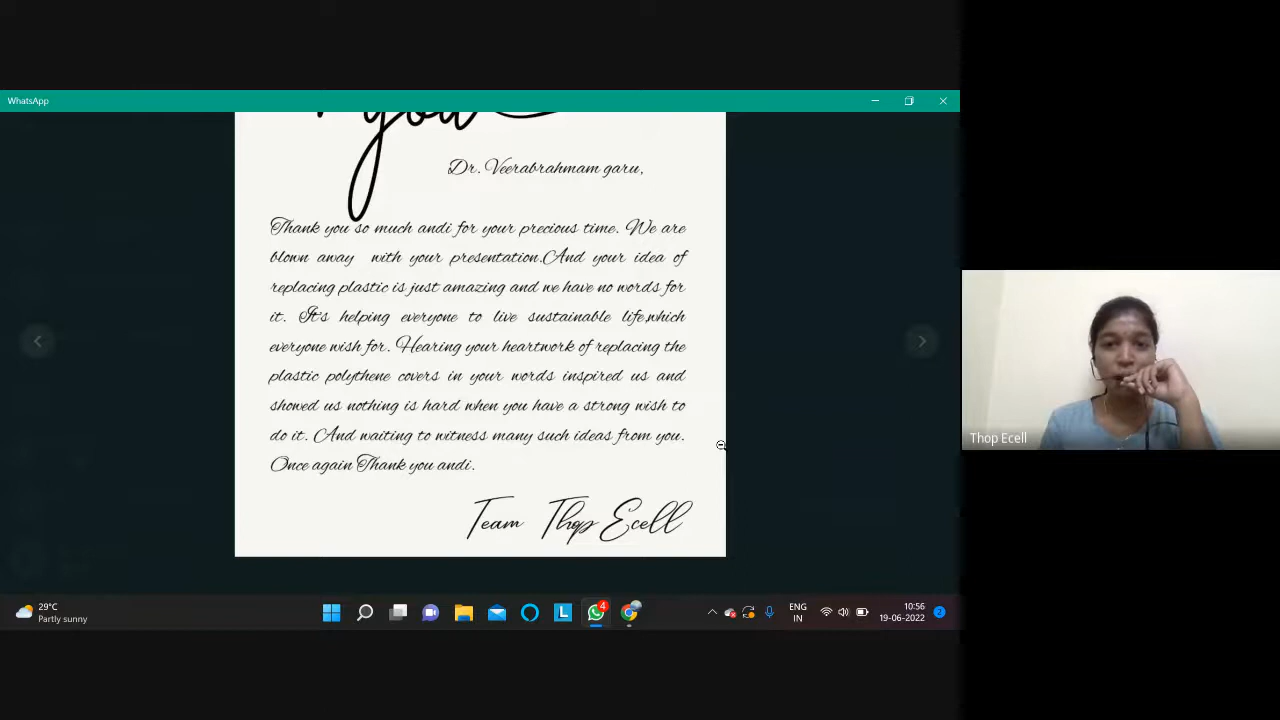 WhatsApp
you
Dr. Veerabrahmam garu,
Thank you so much andi for your precious time. We are
blown away with your presentation.And your idea of
replacing plastic is just amazing and we have no words for
it. It's helping everyone to live sustainable life,which
everyone wish for. Hearing your heartwork of replacing the
plastic polythene covers in your words inspired us and
showed us nothing is hard when you have a strong wish to
do it. And waiting to witness many such ideas from you.
Once again Thank you andi.
Team Thop Ecell
Thop Ecell
29°C
Partly sunny
L
4
ENG
IN
10:56
19-06-2022
2